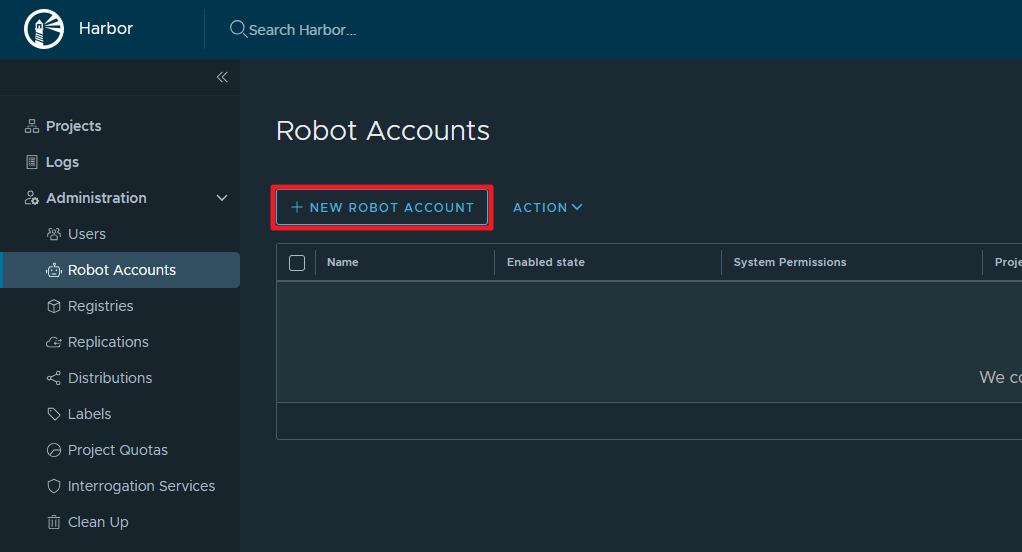 Harbor
Search Harbor...
Projects
Logs
Administration
Users
Robot Accounts
Registries
Replications
Distributions
Labels
Project Quotas
Interrogation Services
Clean Up
Robot Accounts
+ NEW ROBOT ACCOUNT
ACTION
Name
Enabled state
System Permissions
Proje
We co